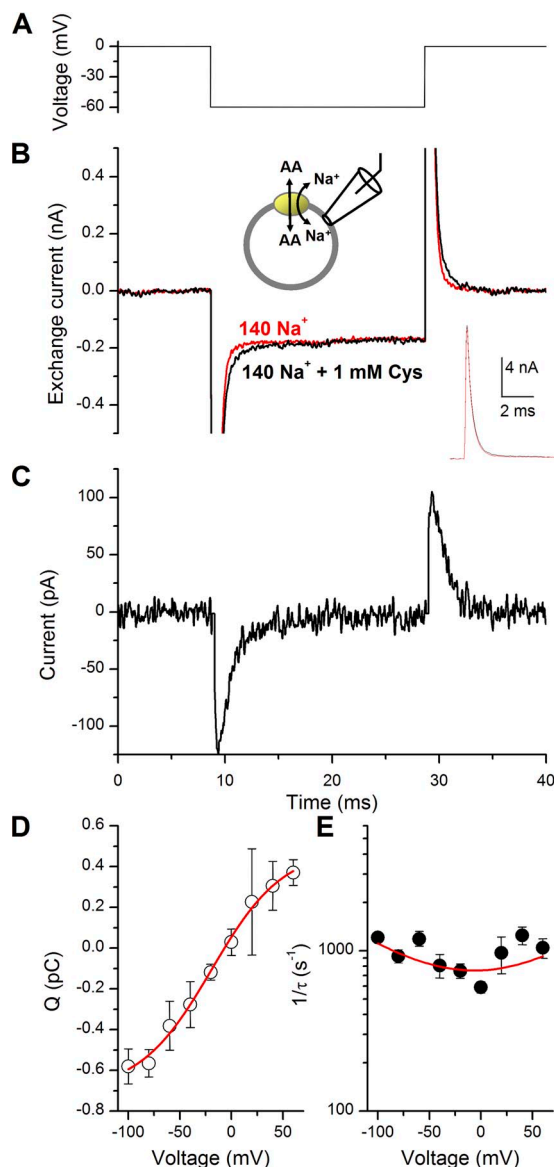 A
Voltage (mV)
0
-30
-60
B
Exchange current (nA)
0.4
0.2
0.0
-0.2
-0.4
AA
Na⁺
AA
Na⁺
140 Na⁺
140 Na⁺ + 1 mM Cys
4 nA
2 ms
C
Current (pA)
100
50
0
-50
-100
0 10 20 30 40
Time (ms)
D
Q (pC)
0.6
0.4
0.2
0.0
-0.2
-0.4
-0.6
-0.8
-100 -50 0 50
Voltage (mV)
E
1/τ (s⁻¹)
1000
100
-100 -50 0 50
Voltage (mV)